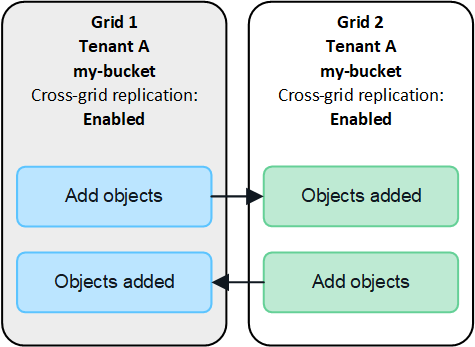 Grid 1
Tenant A
my-bucket
Cross-grid replication:
Enabled
Add objects
Objects added
Grid 2
Tenant A
my-bucket
Cross-grid replication:
Enabled
Objects added
Add objects